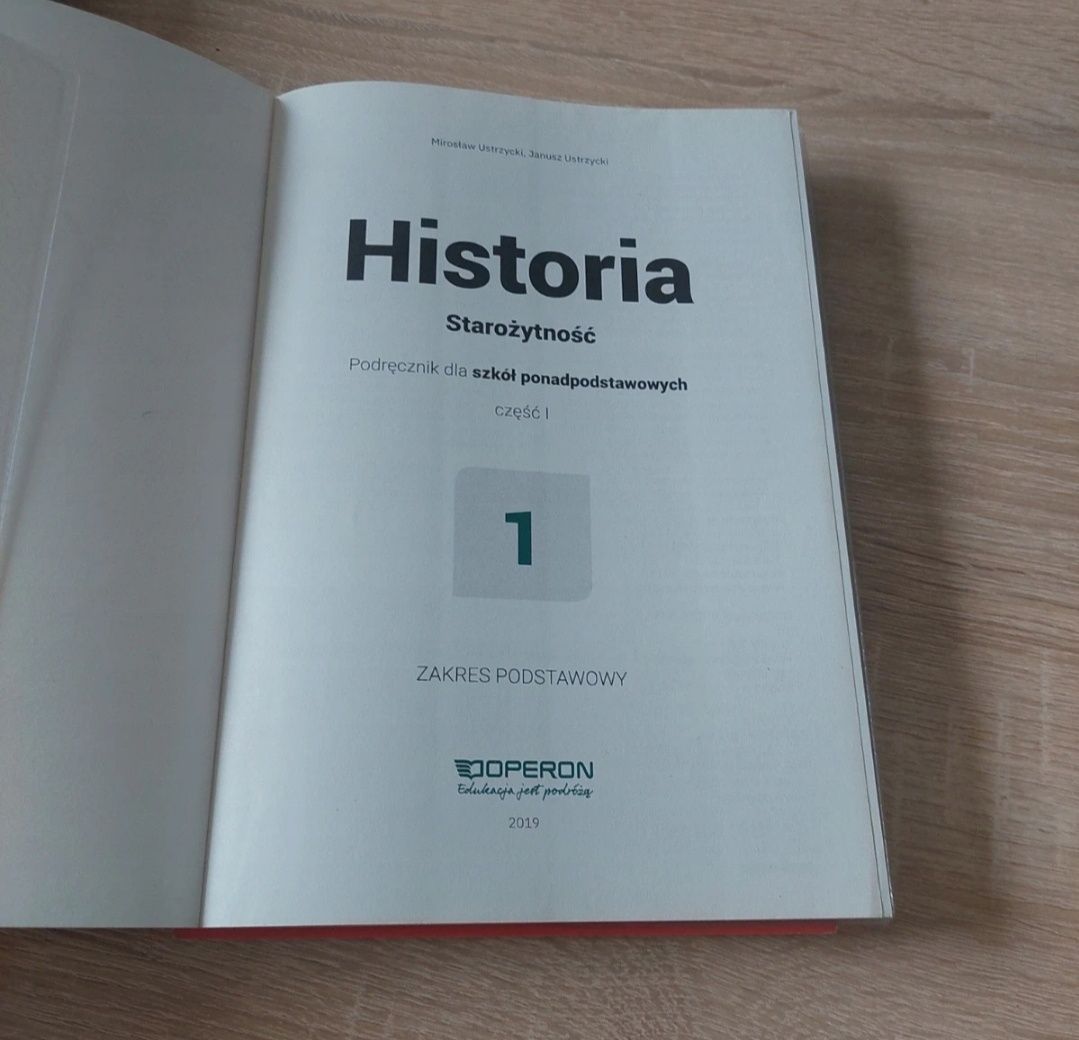 Mirosław Ustrzycki, Janusz Ustrzycki
Historia
Starożytność
Podręcznik dla szkół ponadpodstawowych
część I
1
ZAKRES PODSTAWOWY
OPERON
Edukacja jest podróżą
2019